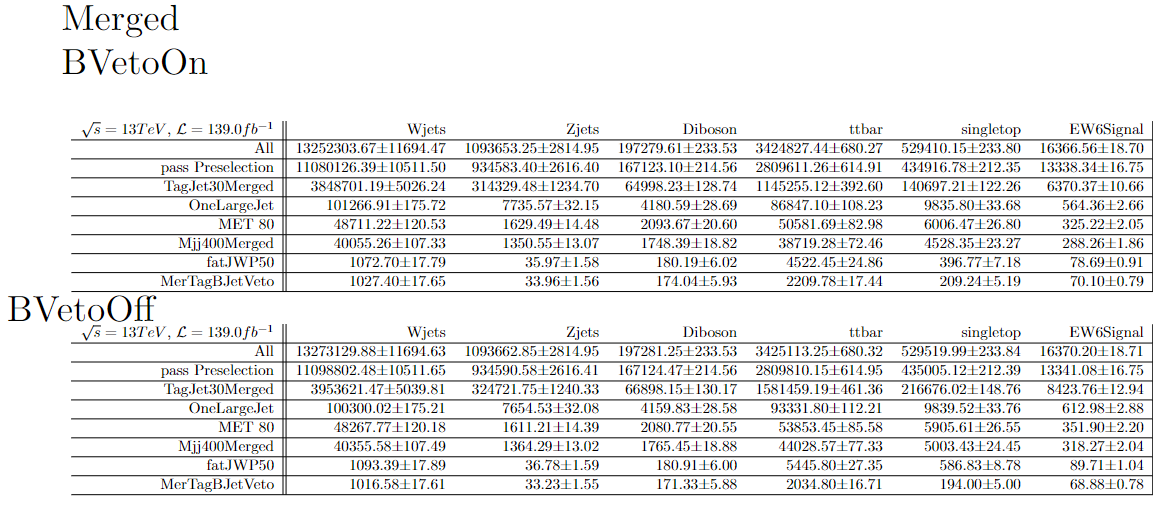 Merged
BVetoOn
√s = 13TeV, ℒ = 139.0fb⁻¹ Wjets Zjets Diboson ttbar singletop EW6Signal
All 13252303.67±11694.47 1093653.25±2814.95 197279.61±233.53 3424827.44±680.27 529410.15±233.80 16366.56±18.70
pass Preselection 11080126.39±10511.50 934583.40±2616.40 167123.10±214.56 2809611.26±614.91 434916.78±212.35 13338.34±16.75
TagJet30Merged 3848701.19±5026.24 314329.48±1234.70 64998.23±128.74 1145255.12±392.60 140697.21±122.26 6370.37±10.66
OneLargeJet 101266.91±175.72 7735.57±32.15 4180.59±28.69 86847.10±108.23 9835.80±33.68 564.36±2.66
MET 80 48711.22±120.53 1629.49±14.48 2093.67±20.60 50581.69±82.98 6006.47±26.80 325.22±2.05
Mjj400Merged 40055.26±107.33 1350.55±13.07 1748.39±18.82 38719.28±72.46 4528.35±23.27 288.26±1.86
fatJWP50 1072.70±17.79 35.97±1.58 180.19±6.02 4522.45±24.86 396.77±7.18 78.69±0.91
MerTagBJetVeto 1027.40±17.65 33.96±1.56 174.04±5.93 2209.78±17.44 209.24±5.19 70.10±0.79
BVetoOff
√s = 13TeV, ℒ = 139.0fb⁻¹ Wjets Zjets Diboson ttbar singletop EW6Signal
All 13273129.88±11694.63 1093662.85±2814.95 197281.25±233.53 3425113.25±680.32 529519.99±233.84 16370.20±18.71
pass Preselection 11098802.48±10511.65 934590.58±2616.41 167124.47±214.56 2809810.15±614.95 435005.12±212.39 13341.08±16.75
TagJet30Merged 3953621.47±5039.81 324721.75±1240.33 66898.15±130.17 1581459.19±461.36 216676.02±148.76 8423.76±12.94
OneLargeJet 100300.02±175.21 7654.53±32.08 4159.83±28.58 93331.80±112.21 9839.52±33.76 612.98±2.88
MET 80 48267.77±120.18 1611.21±14.39 2080.77±20.55 53853.45±85.58 5905.61±26.55 351.90±2.20
Mjj400Merged 40355.58±107.49 1364.29±13.02 1765.45±18.88 44028.57±77.33 5003.43±24.45 318.27±2.04
fatJWP50 1093.39±17.89 36.78±1.59 180.91±6.00 5445.80±27.35 586.83±8.78 89.71±1.04
MerTagBJetVeto 1016.58±17.61 33.23±1.55 171.33±5.88 2034.80±16.71 194.00±5.00 68.88±0.78